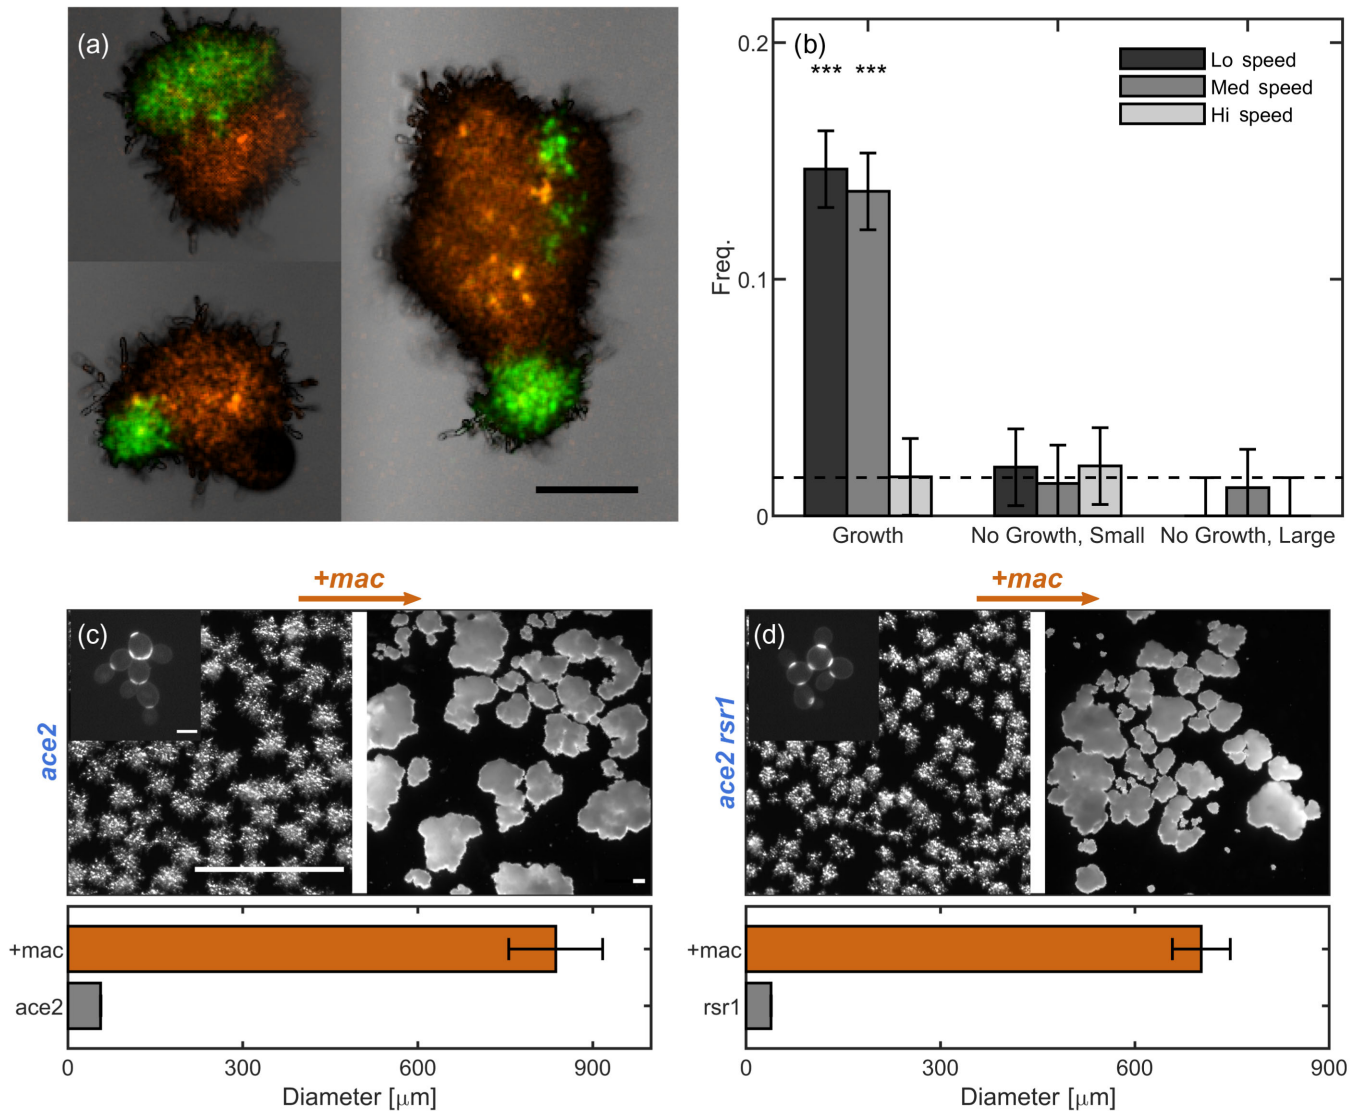 (a)
(b)
0.2
0.1
0
Freq.
*** ***
Lo speed
Med speed
Hi speed
Growth
No Growth, Small
No Growth, Large
+mac
(c)
ace2
+mac
ace2
0
300
600
900
Diameter [μm]
+mac
(d)
ace2 rsr1
+mac
rsr1
0
300
600
900
Diameter [μm]